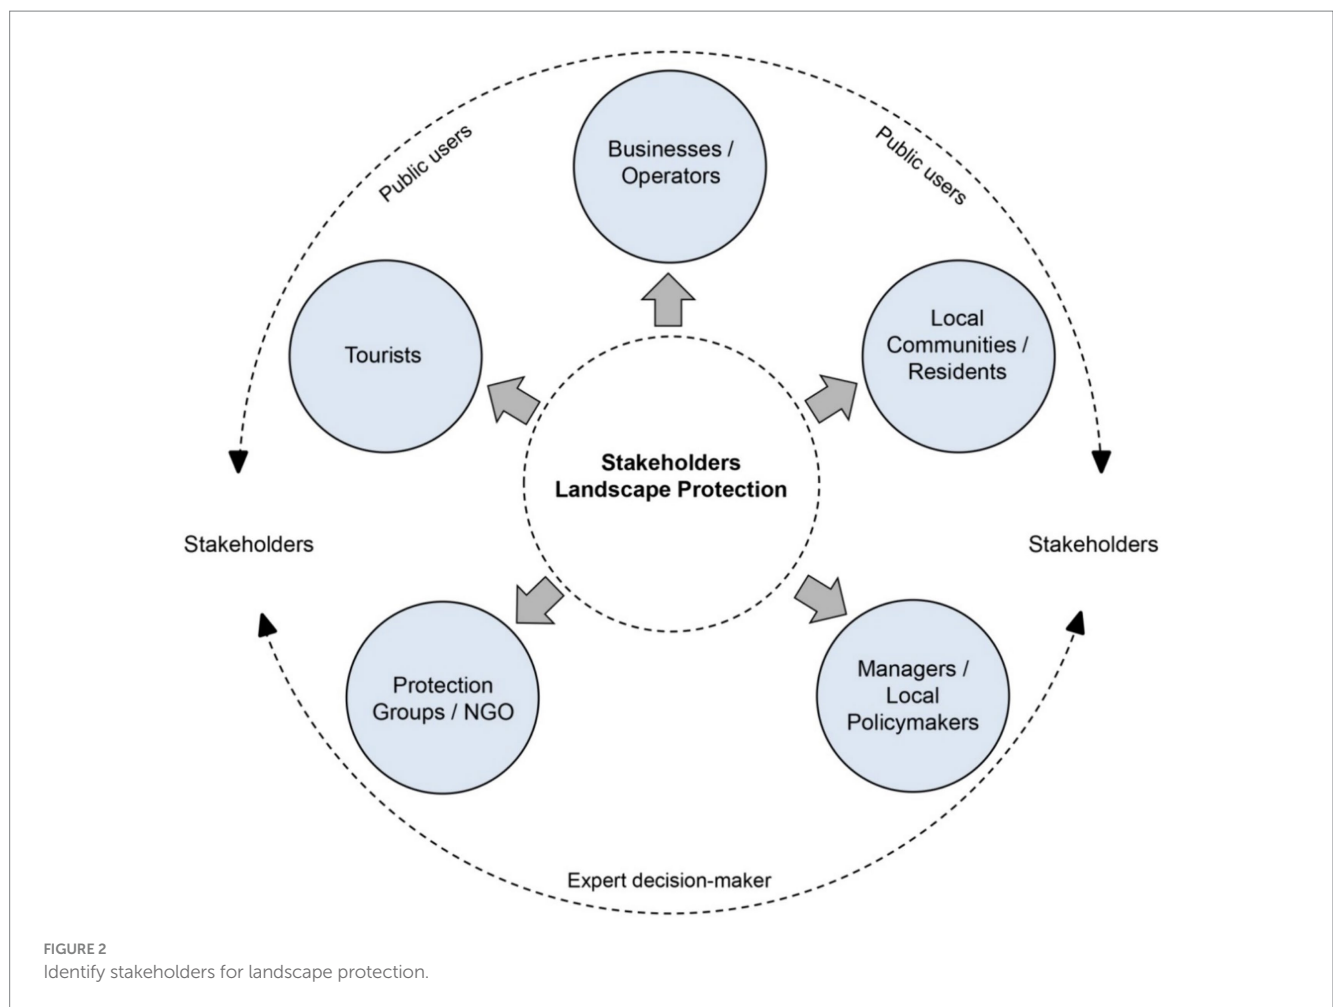 Public users
Public users
Businesses /
Operators
Tourists
Local
Communities /
Residents
Stakeholders
Landscape Protection
Stakeholders
Stakeholders
Protection
Groups / NGO
Managers /
Local
Policymakers
Expert decision-maker
FIGURE 2
Identify stakeholders for landscape protection.